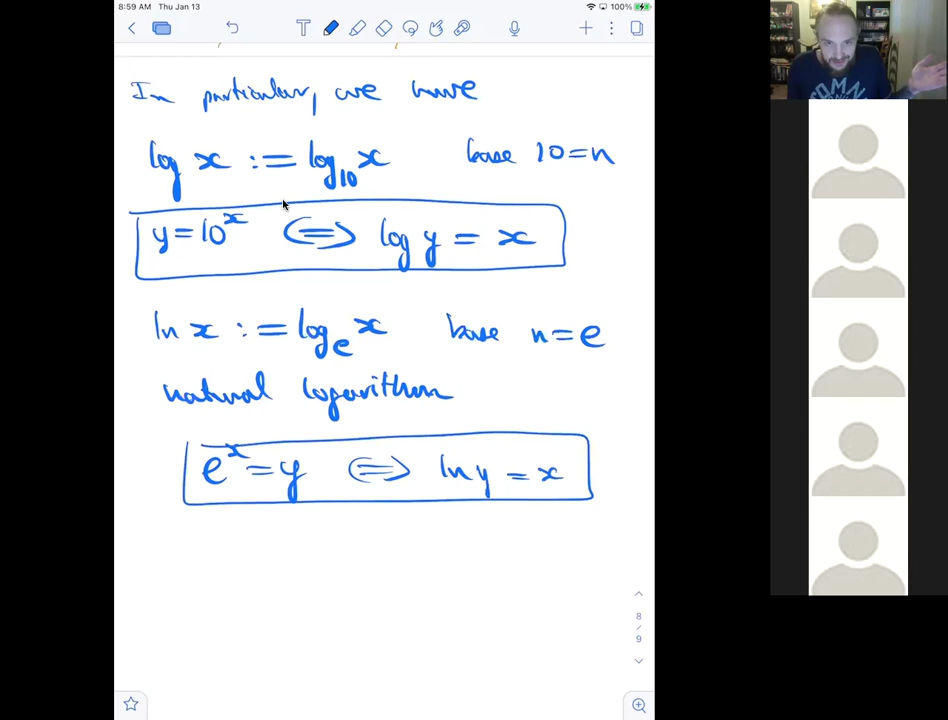 8:59 AM Thu Jan 13
100%
In particular, we have
log x := log₁₀ x base 10=n
y=10ˣ ⟺ log y = x
ln x := logₑ x base n=e
natural logarithm
eˣ=y ⟺ ln y = x
8
/
9